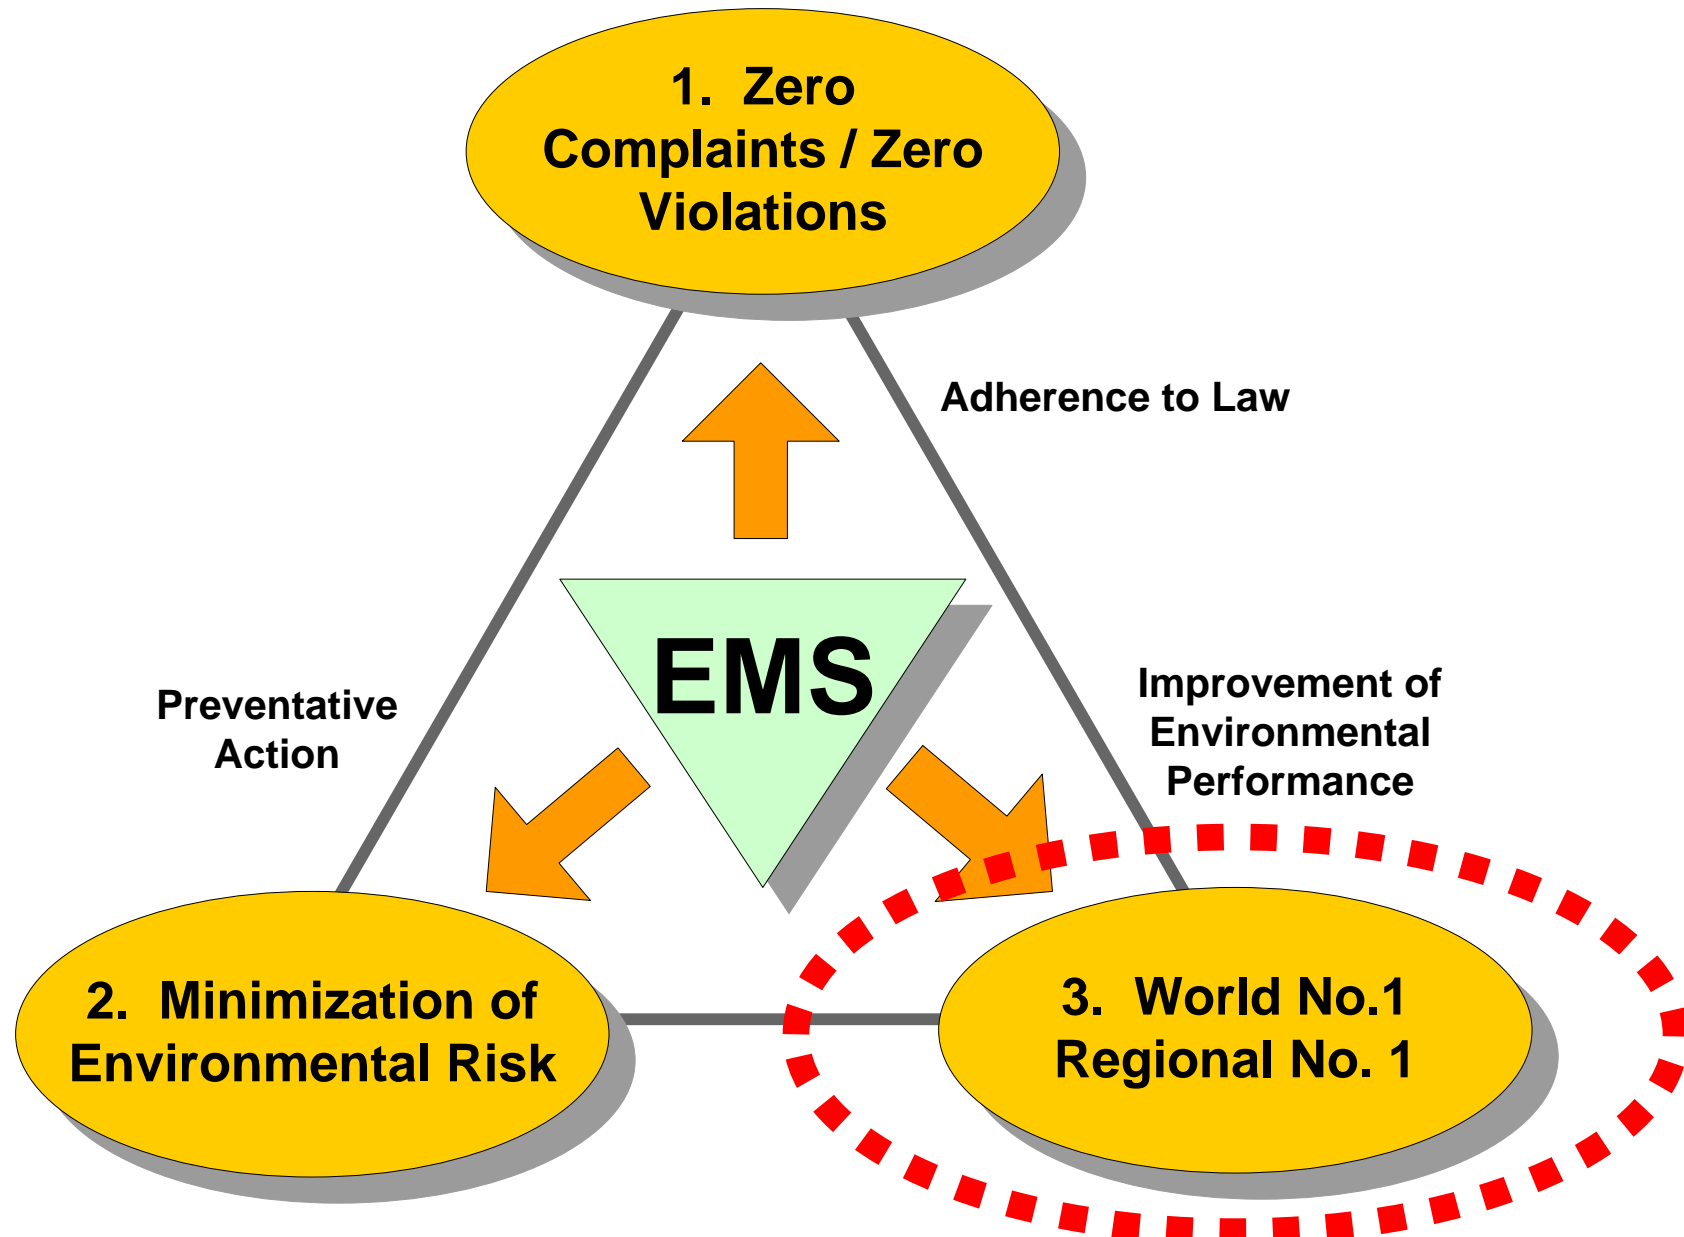 1. Zero
Complaints / Zero
Violations
Adherence to Law
EMS
Preventative
Action
Improvement of
Environmental
Performance
2. Minimization of
Environmental Risk
3. World No.1
Regional No. 1